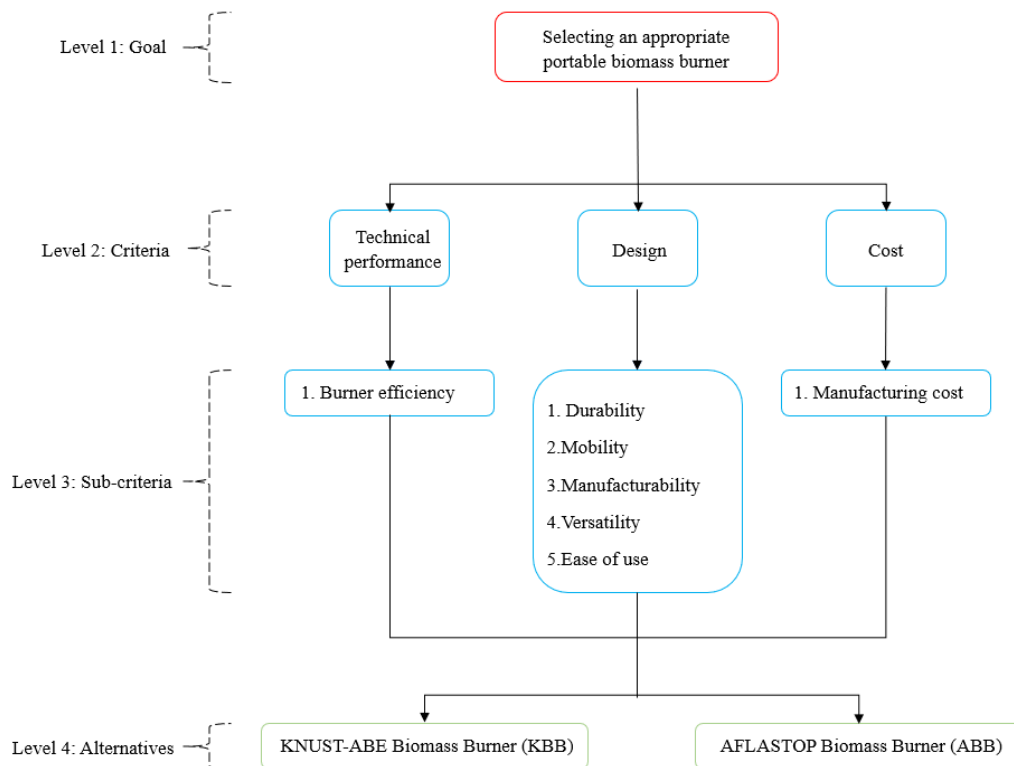 Level 1: Goal
Selecting an appropriate
portable biomass burner
Level 2: Criteria
Technical
performance
Design
Cost
Level 3: Sub-criteria
1. Burner efficiency
1. Durability
2.Mobility
3.Manufacturability
4.Versatility
5.Ease of use
1. Manufacturing cost
Level 4: Alternatives
KNUST-ABE Biomass Burner (KBB)
AFLASTOP Biomass Burner (ABB)